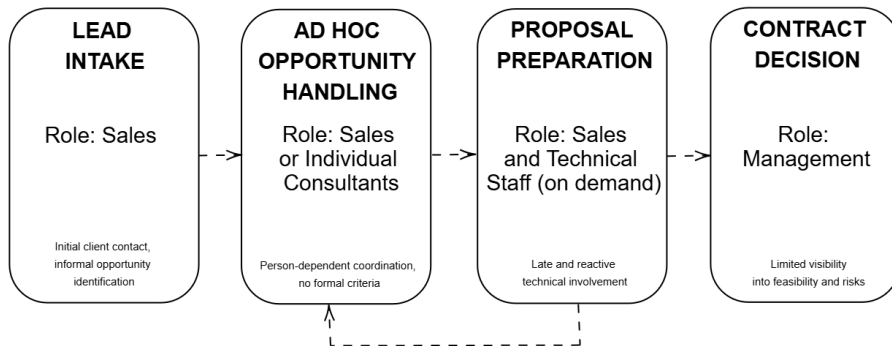 LEAD
INTAKE
Role: Sales
Initial client contact,
informal opportunity
identification
AD HOC
OPPORTUNITY
HANDLING
Role: Sales
or Individual
Consultants
Person-dependent coordination,
no formal criteria
PROPOSAL
PREPARATION
Role: Sales
and Technical
Staff (on demand)
Late and reactive
technical involvement
CONTRACT
DECISION
Role:
Management
Limited visibility
into feasibility and risks